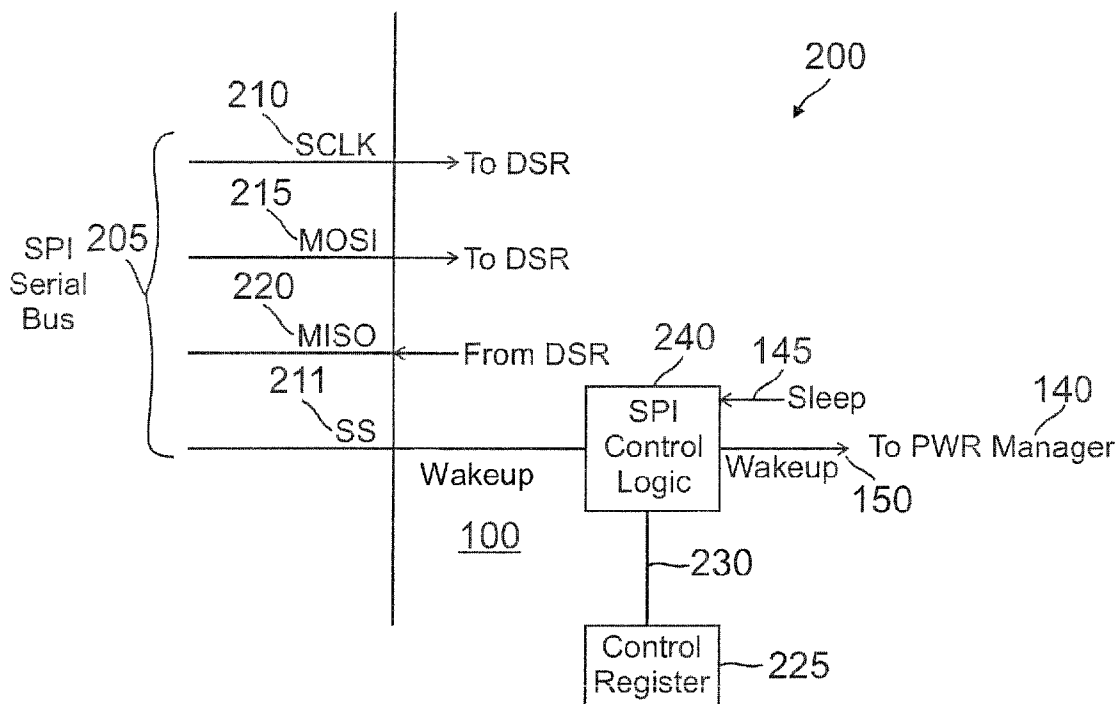 200
210
SCLK
To DSR
215
MOSI
To DSR
SPI
Serial
Bus
205
220
MISO
From DSR
211
SS
Wakeup
240
SPI
Control
Logic
145
Sleep
140
To PWR Manager
Wakeup
150
100
230
Control
Register
225